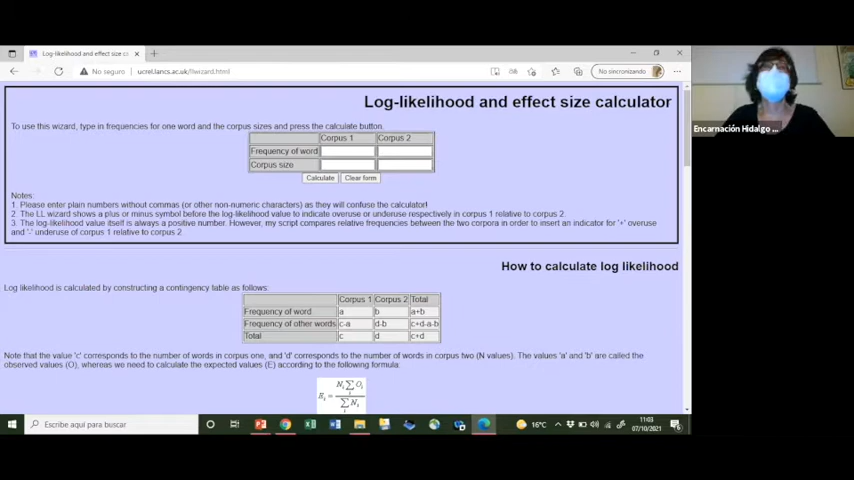 Log-likelihood and effect size ca
No seguro
ucrel.lancs.ac.uk/llwizard.html
No sincronizando
Log-likelihood and effect size calculator
To use this wizard, type in frequencies for one word and the corpus sizes and press the calculate button.
Corpus 1 Corpus 2
Frequency of word
Corpus size
Calculate Clear form
Notes:
1. Please enter plain numbers without commas (or other non-numeric characters) as they will confuse the calculator!
2. The LL wizard shows a plus or minus symbol before the log-likelihood value to indicate overuse or underuse respectively in corpus 1 relative to corpus 2.
3. The log-likelihood value itself is always a positive number. However, my script compares relative frequencies between the two corpora in order to insert an indicator for '+' overuse
and '-' underuse of corpus 1 relative to corpus 2
How to calculate log likelihood
Log likelihood is calculated by constructing a contingency table as follows:
Corpus 1 Corpus 2 Total
Frequency of word a b a+b
Frequency of other words c-a d-b c+d-a-b
Total c d c+d
Note that the value 'c' corresponds to the number of words in corpus one, and 'd' corresponds to the number of words in corpus two (N values). The values 'a' and 'b' are called the
observed values (O), whereas we need to calculate the expected values (E) according to the following formula:
Encarnación Hidalgo ...
Escribe aquí para buscar
16°C
11:03
07/10/2021